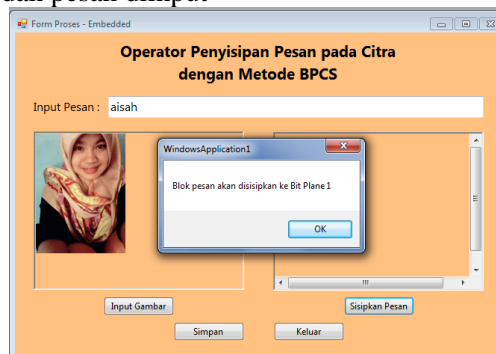 dan pesan diinput
Form Proses - Embedded
Operator Penyisipan Pesan pada Citra
dengan Metode BPCS
Input Pesan : aisah
WindowsApplication1
Blok pesan akan disisipkan ke Bit Plane 1
OK
Input Gambar
Sisipkan Pesan
Simpan
Keluar